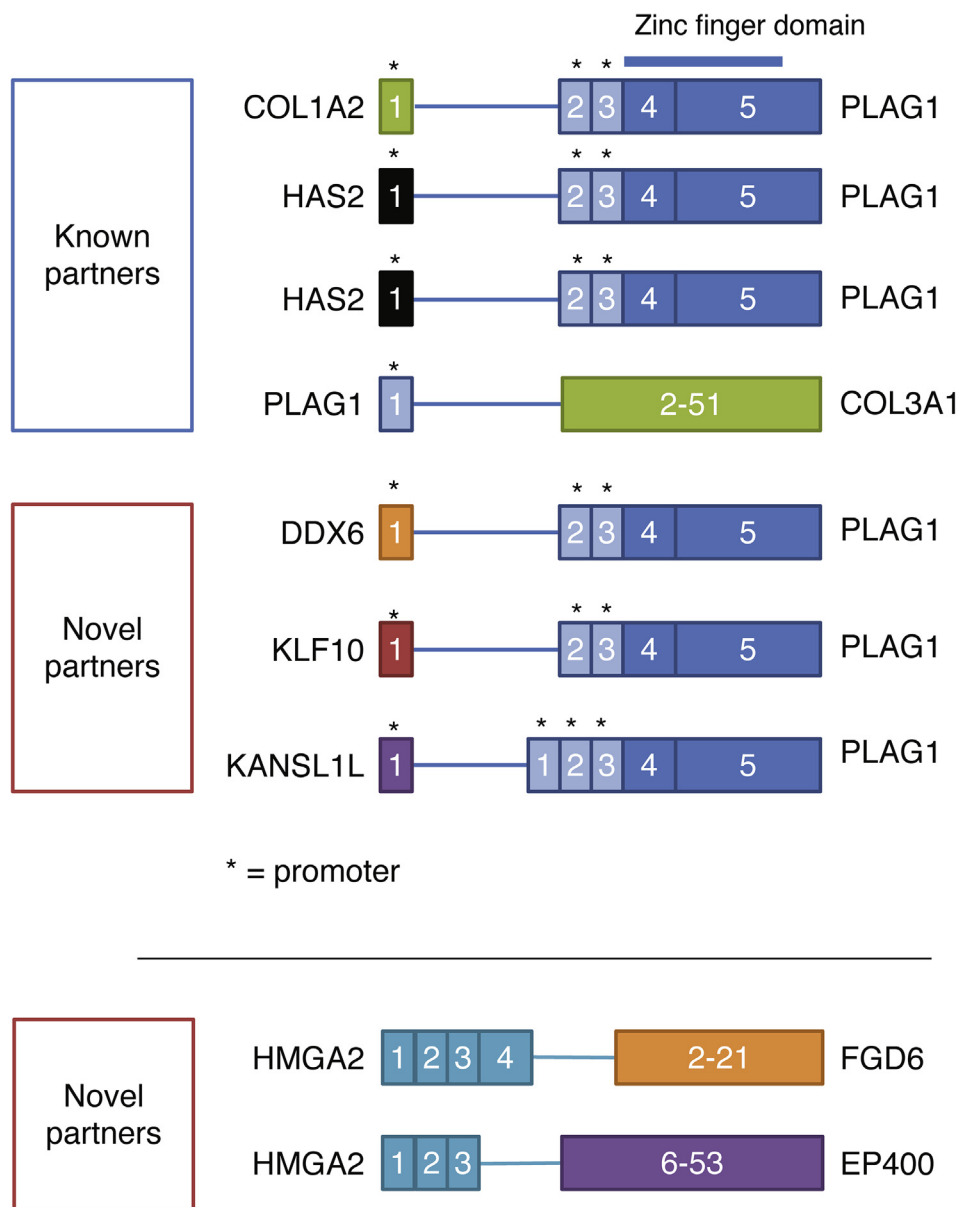 Zinc finger domain
* * *
COL1A2 1 2 3 4 5 PLAG1
* * *
HAS2 1 2 3 4 5 PLAG1
Known
partners
* * *
HAS2 1 2 3 4 5 PLAG1
*
PLAG1 1 2-51 COL3A1
* * *
DDX6 1 2 3 4 5 PLAG1
Novel
partners
* * *
KLF10 1 2 3 4 5 PLAG1
* * * *
KANSL1L 1 1 2 3 4 5 PLAG1
* = promoter
HMGA2 1 2 3 4 2-21 FGD6
Novel
partners
HMGA2 1 2 3 6-53 EP400